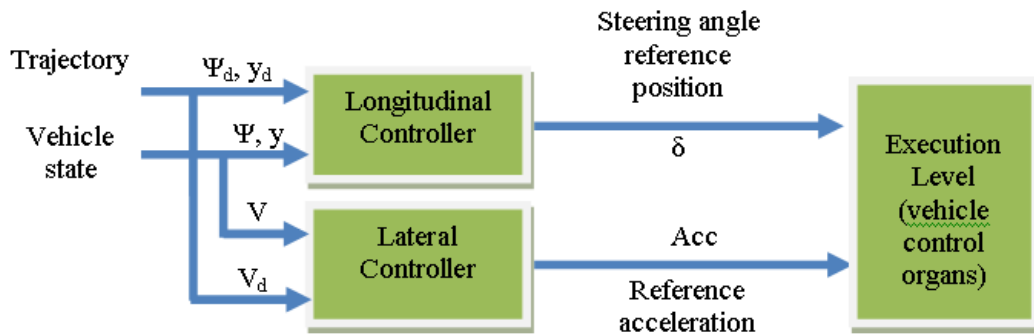 Trajectory
Vehicle
state
Ψd, yd
Ψ, y
V
Vd
Longitudinal
Controller
Lateral
Controller
Steering angle
reference
position
δ
Acc
Reference
acceleration
Execution
Level
(vehicle
control
organs)